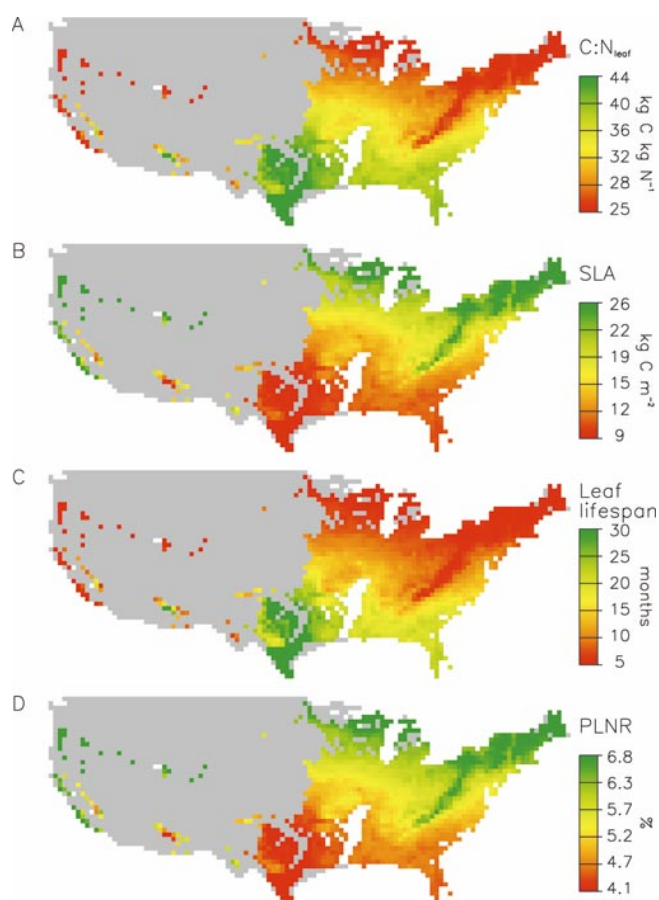 A
C:Nleaf
44
40
36
32
28
25
kg C kg N⁻¹
B
SLA
26
22
19
15
12
9
kg C m⁻²
C
Leaf
lifespan
30
25
20
15
10
5
months
D
PLNR
6.8
6.3
5.7
5.2
4.7
4.1
%